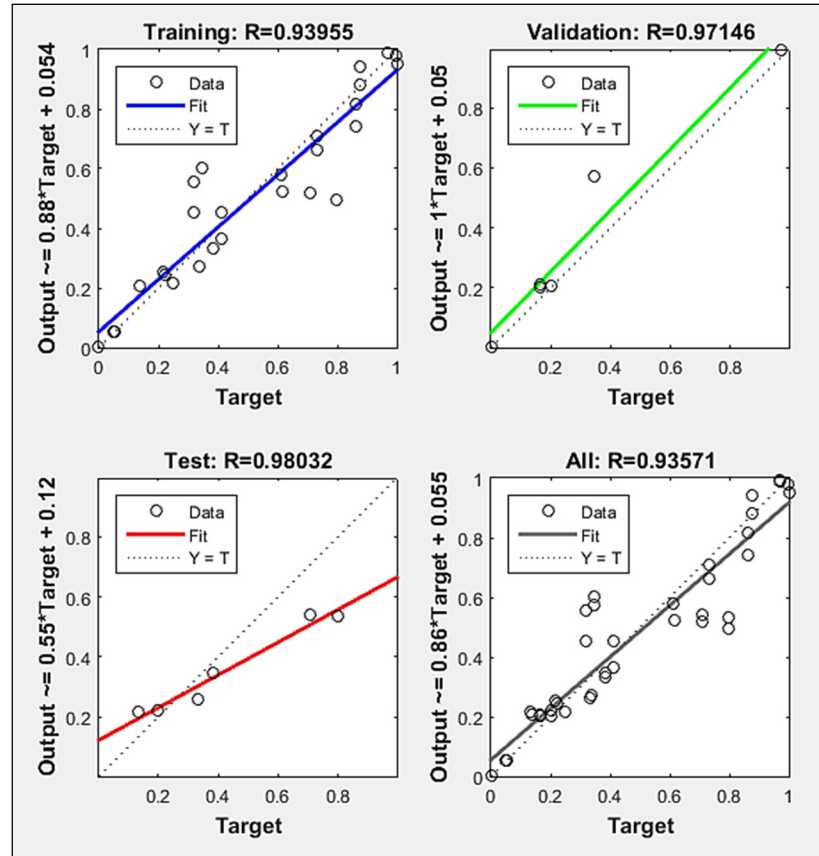 Training: R=0.93955
Output ~= 0.88*Target + 0.054
1
0.8
0.6
0.4
0.2
0
Data
Fit
Y = T
0.2
0.4
0.6
0.8
1
Target
Validation: R=0.97146
Output ~= 1*Target + 0.05
0.8
0.6
0.4
0.2
Data
Fit
Y = T
0.2
0.4
0.6
0.8
Target
Test: R=0.98032
Output ~= 0.55*Target + 0.12
0.8
0.6
0.4
0.2
Data
Fit
Y = T
0.2
0.4
0.6
0.8
Target
All: R=0.93571
Output ~= 0.86*Target + 0.055
1
0.8
0.6
0.4
0.2
0
Data
Fit
Y = T
0
0.2
0.4
0.6
0.8
1
Target